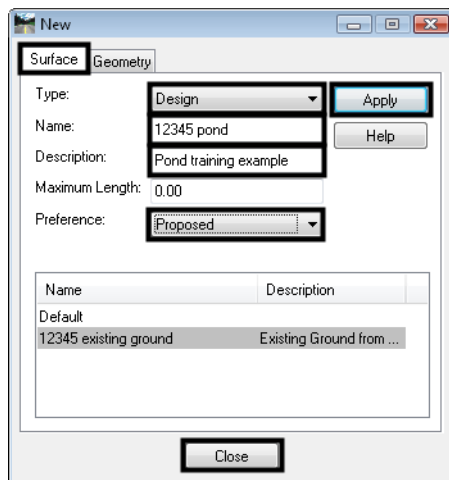 New
Surface Geometry
Type: Design Apply
Name: 12345 pond Help
Description: Pond training example
Maximum Length: 0.00
Preference: Proposed
Name Description
Default
12345 existing ground Existing Ground from ...
Close